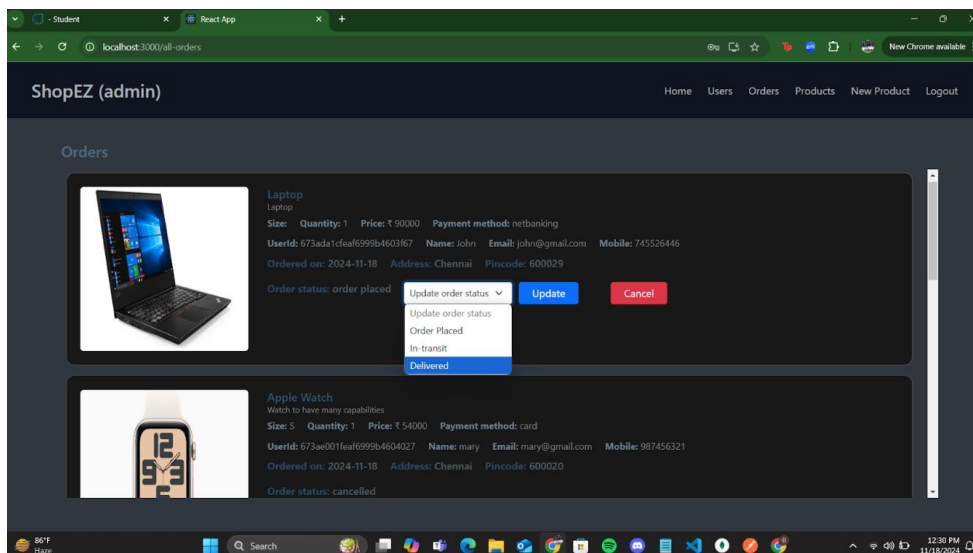 - Student
React App
localhost:3000/all-orders
New Chrome available
ShopEZ (admin)
Home Users Orders Products New Product Logout
Orders
Laptop
Laptop
Size: Quantity: 1 Price: ₹ 90000 Payment method: netbanking
UserId: 673ada1cfeaf6999b4603f67 Name: John Email: john@gmail.com Mobile: 745526446
Ordered on: 2024-11-18 Address: Chennai Pincode: 600029
Order status: order placed Update order status Update Cancel
Update order status
Order Placed
In-transit
Delivered
Apple Watch
Watch to have many capabilities
Size: S Quantity: 1 Price: ₹ 54000 Payment method: card
UserId: 673ae001feaf6999b4604027 Name: mary Email: mary@gmail.com Mobile: 987456321
Ordered on: 2024-11-18 Address: Chennai Pincode: 600020
Order status: cancelled
86°F
Haze
Search
12:30 PM
11/18/2024